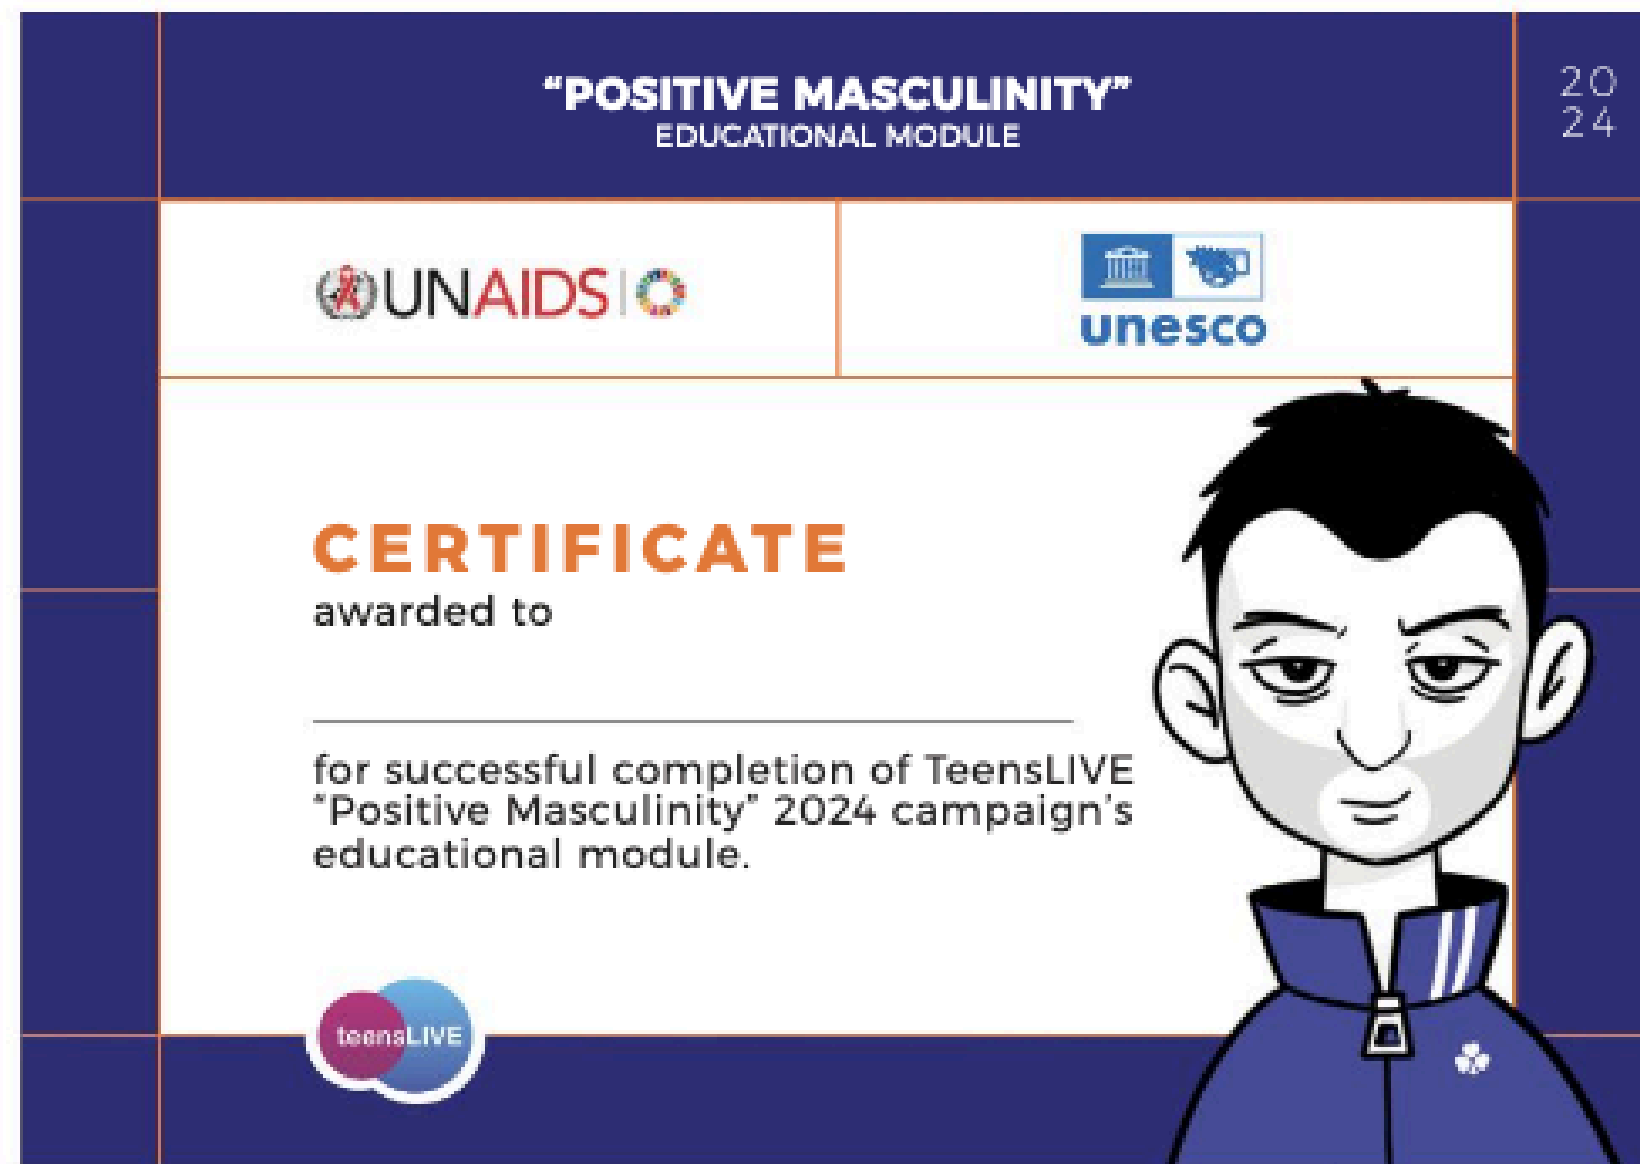 “POSITIVE MASCULINITY”
EDUCATIONAL MODULE
20
24
UNAIDS
unesco
CERTIFICATE
awarded to
for successful completion of TeensLIVE
“Positive Masculinity” 2024 campaign’s
educational module.
teensLIVE